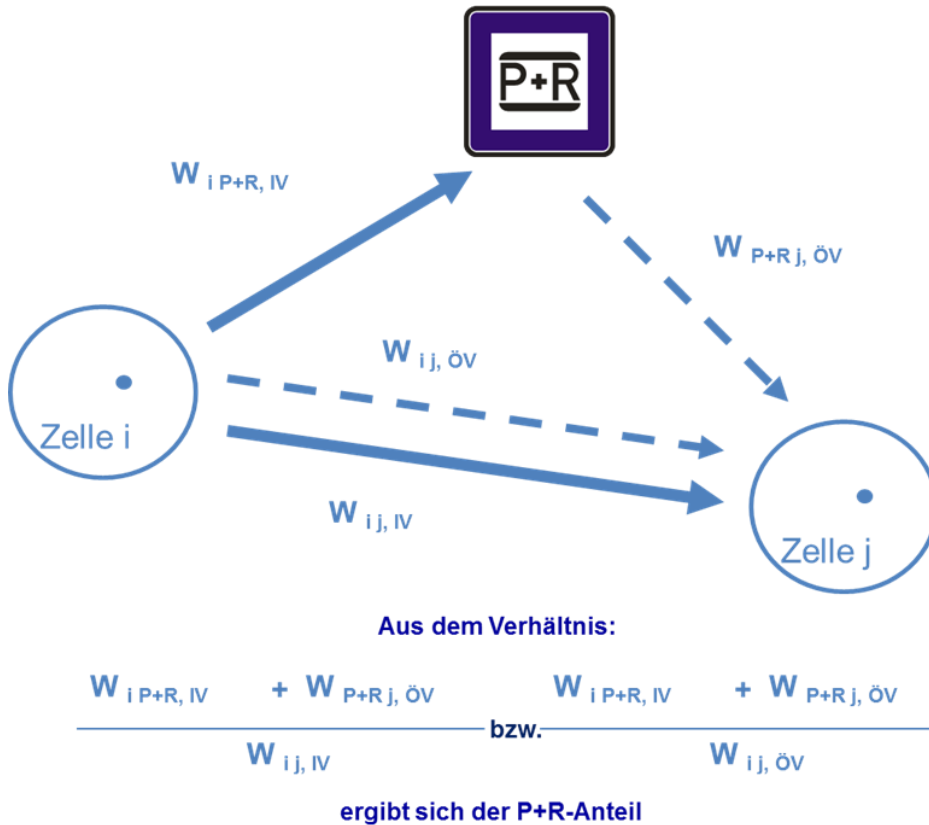 P+R
W i P+R, IV
W P+R j, ÖV
W i j, ÖV
Zelle i
W i j, IV
Zelle j
Aus dem Verhältnis:
W i P+R, IV + W P+R j, ÖV W i P+R, IV + W P+R j, ÖV
bzw.
W i j, IV W i j, ÖV
ergibt sich der P+R-Anteil